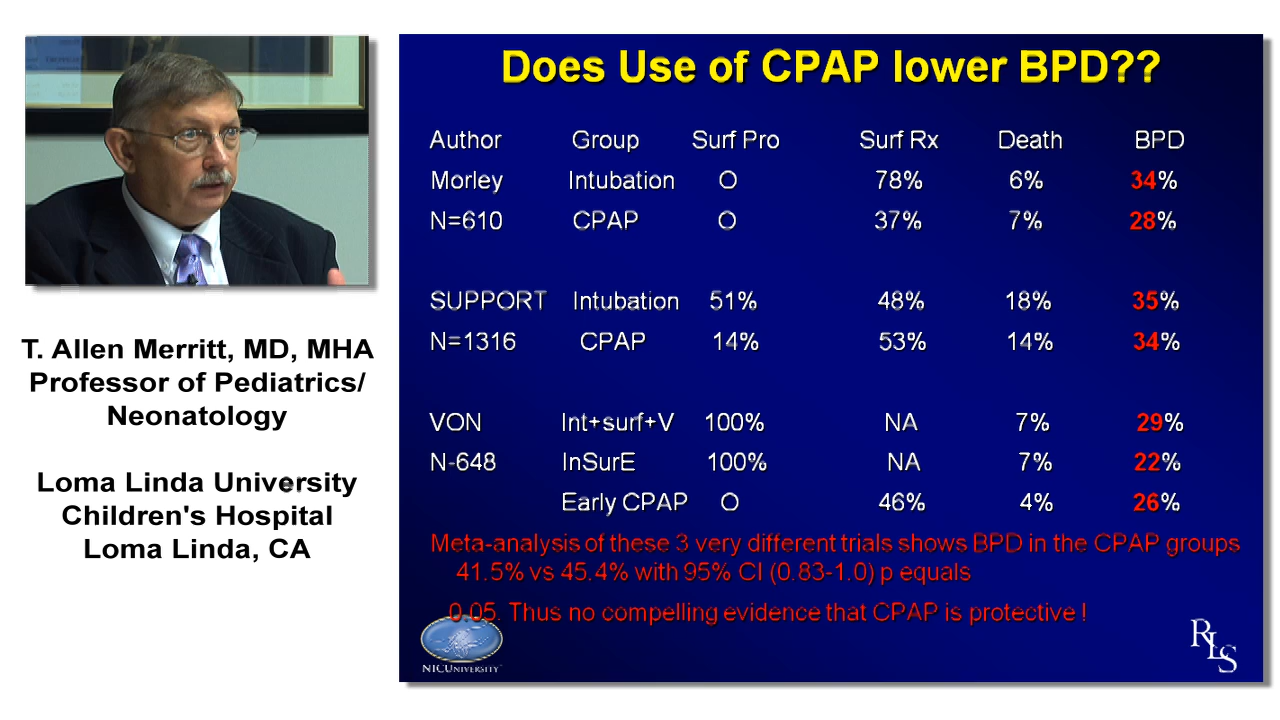 Does Use of CPAP lower BPD??
Author Group Surf Pro Surf Rx Death BPD
Morley Intubation O 78% 6% 34%
N=610 CPAP O 37% 7% 28%
SUPPORT Intubation 51% 48% 18% 35%
N=1316 CPAP 14% 53% 14% 34%
VON Int+surf+V 100% NA 7% 29%
N-648 InSurE 100% NA 7% 22%
Early CPAP O 46% 4% 26%
Meta-analysis of these 3 very different trials shows BPD in the CPAP groups
41.5% vs 45.4% with 95% CI (0.83-1.0) p equals
0.05. Thus no compelling evidence that CPAP is protective !
NICUNIVERSITY
RLS
T. Allen Merritt, MD, MHA
Professor of Pediatrics/
Neonatology
Loma Linda University
Children's Hospital
Loma Linda, CA